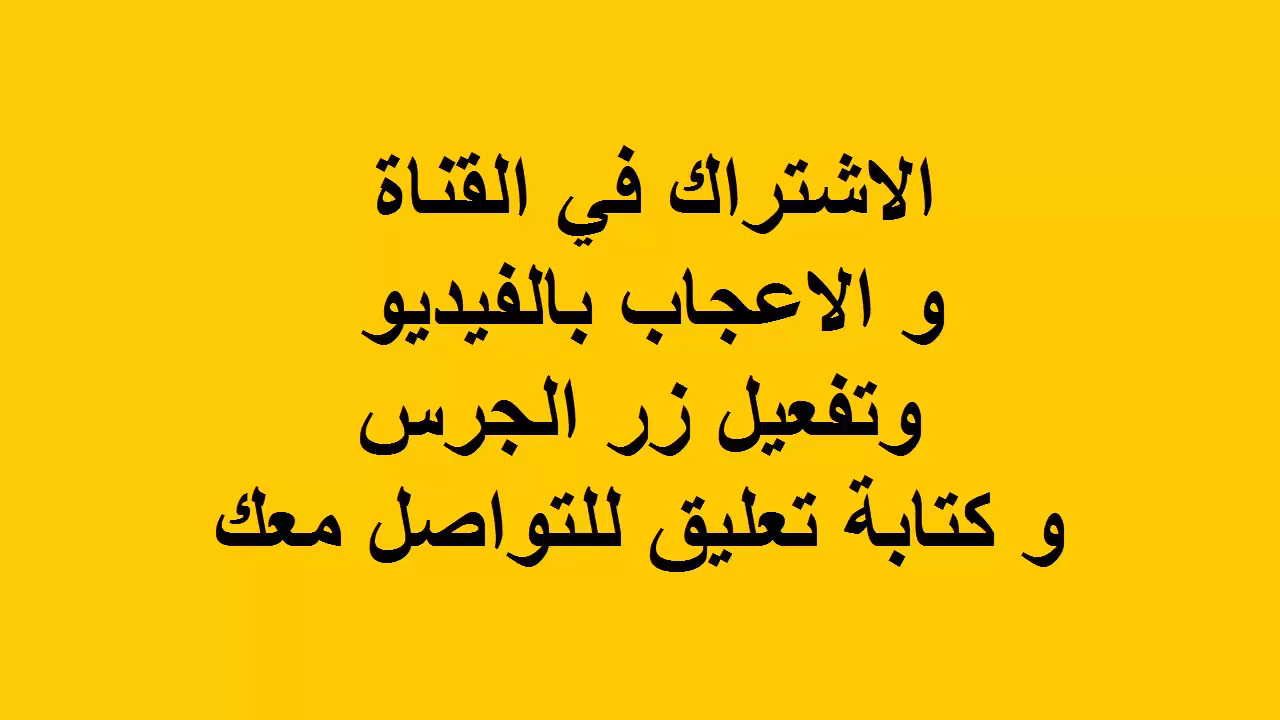 الاشتراك في القناة
و الاعجاب بالفيديو
وتفعيل زر الجرس
و كتابة تعليق للتواصل معك